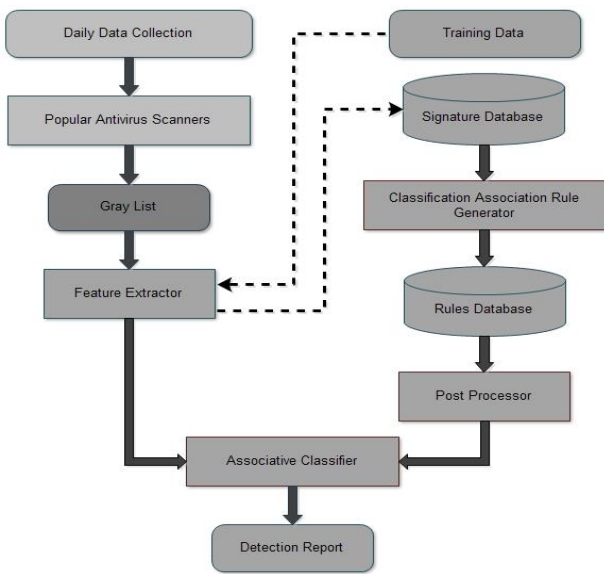 Daily Data Collection
Training Data
Popular Antivirus Scanners
Signature Database
Gray List
Classification Association Rule
Generator
Feature Extractor
Rules Database
Post Processor
Associative Classifier
Detection Report